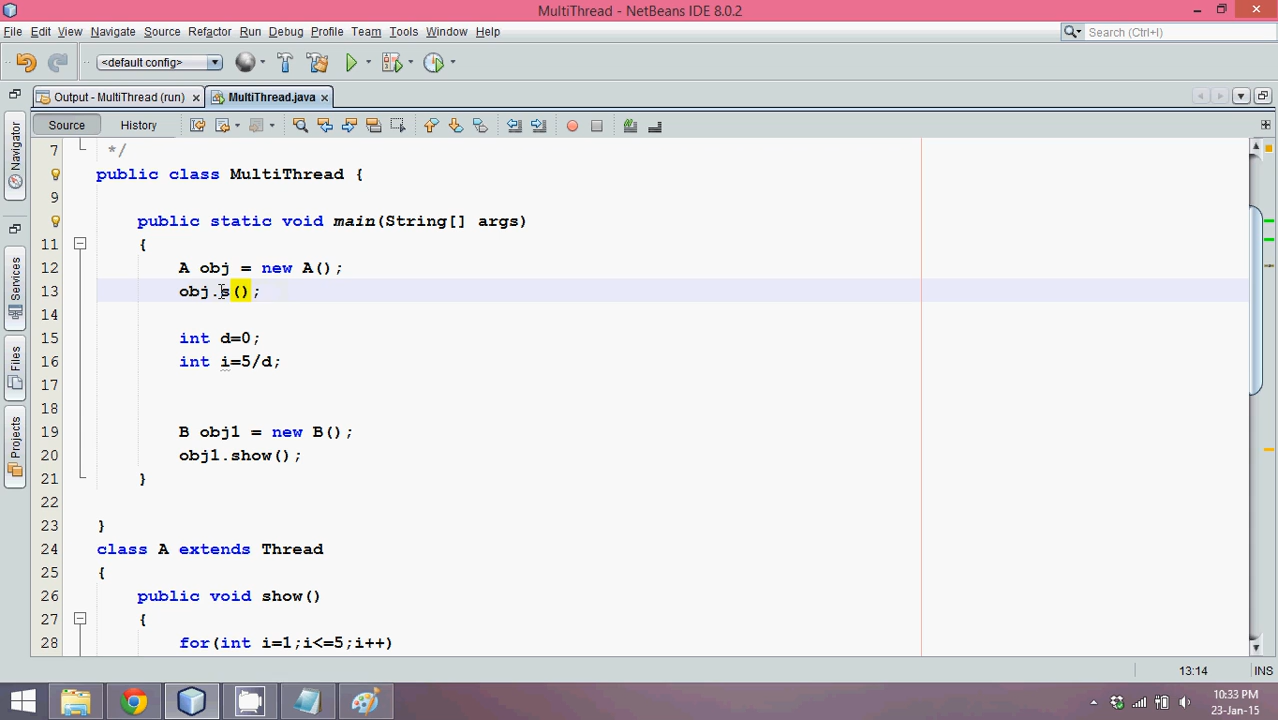 MultiThread - NetBeans IDE 8.0.2
File Edit View Navigate Source Refactor Run Debug Profile Team Tools Window Help
Search (Ctrl+I)
<default config>
Output - MultiThread (run) MultiThread.java
Source History
Navigator
Services
Files
Projects
7 */
public class MultiThread {
9
public static void main(String[] args)
11 {
12 A obj = new A();
13 obj.s();
14
15 int d=0;
16 int i=5/d;
17
18
19 B obj1 = new B();
20 obj1.show();
21 }
22
23 }
24 class A extends Thread
25 {
26 public void show()
27 {
28 for(int i=1;i<=5;i++)
13:14 INS
10:33 PM
23-Jan-15